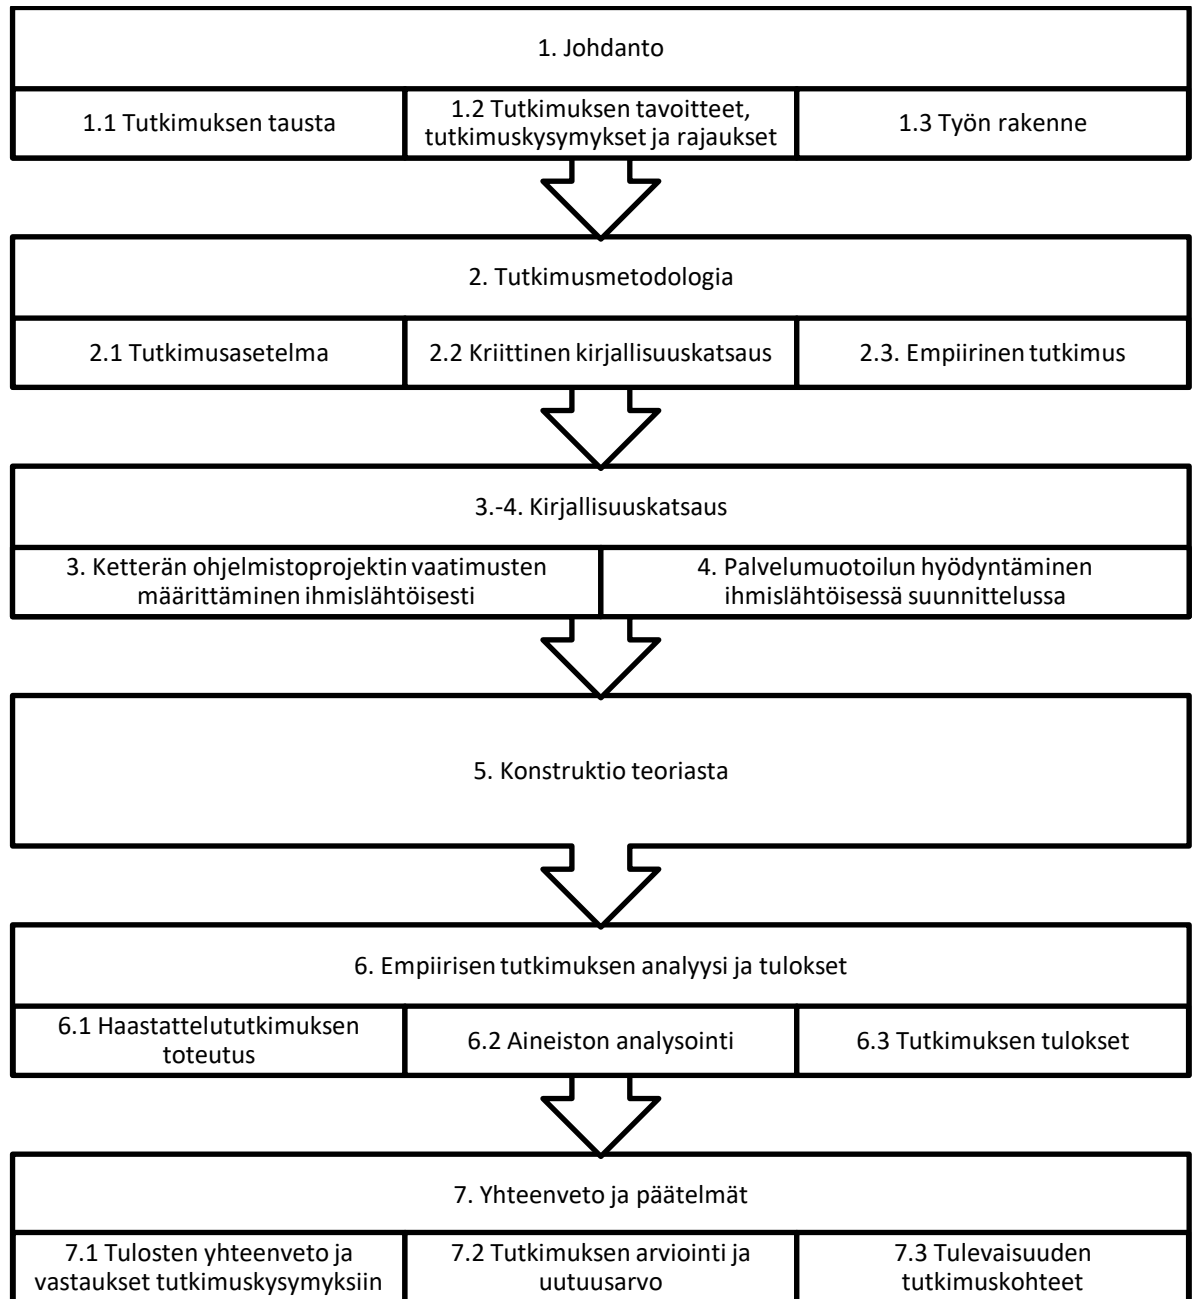 1. Johdanto
1.1 Tutkimuksen tausta
1.2 Tutkimuksen tavoitteet,
tutkimuskysymykset ja rajaukset
1.3 Työn rakenne
2. Tutkimusmetodologia
2.1 Tutkimusasetelma
2.2 Kriittinen kirjallisuuskatsaus
2.3. Empiirinen tutkimus
3.-4. Kirjallisuuskatsaus
3. Ketterän ohjelmistoprojektin vaatimusten
määrittäminen ihmislähtöisesti
4. Palvelumuotoilun hyödyntäminen
ihmislähtöisessä suunnittelussa
5. Konstruktio teoriasta
6. Empiirisen tutkimuksen analyysi ja tulokset
6.1 Haastattelututkimuksen
toteutus
6.2 Aineiston analysointi
6.3 Tutkimuksen tulokset
7. Yhteenveto ja päätelmät
7.1 Tulosten yhteenveto ja
vastaukset tutkimuskysymyksiin
7.2 Tutkimuksen arviointi ja
uutuusarvo
7.3 Tulevaisuuden
tutkimuskohteet